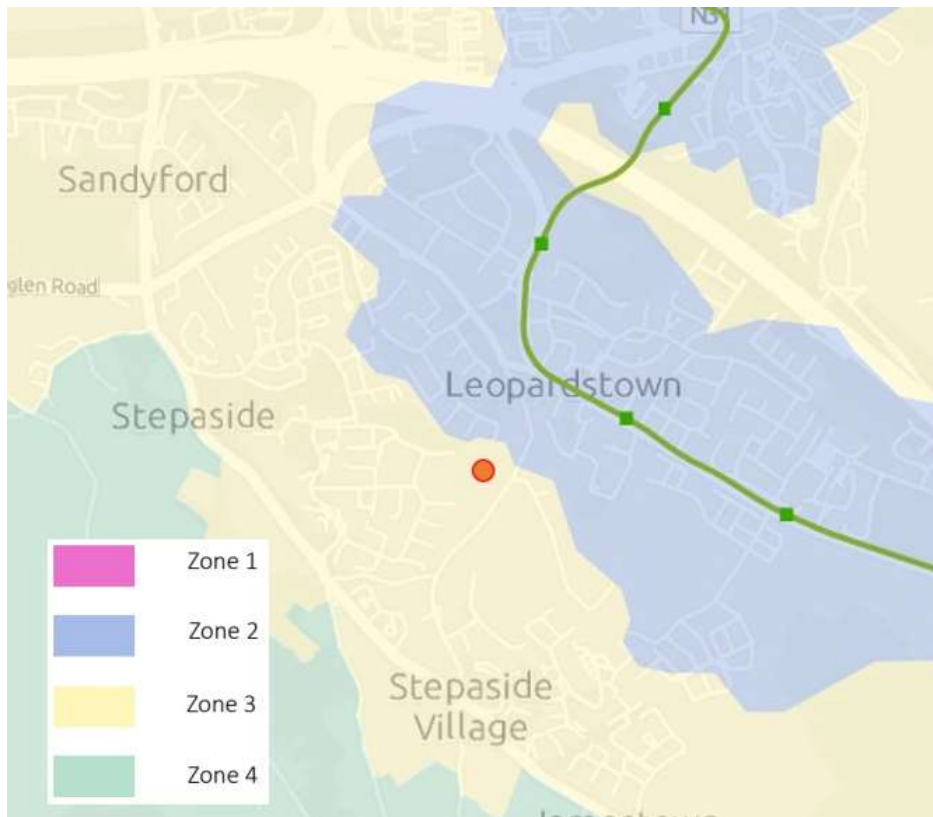 Sandyford
glen Road
Leopardstown
Stepaside
Zone 1
Zone 2
Zone 3
Zone 4
Stepaside
Village